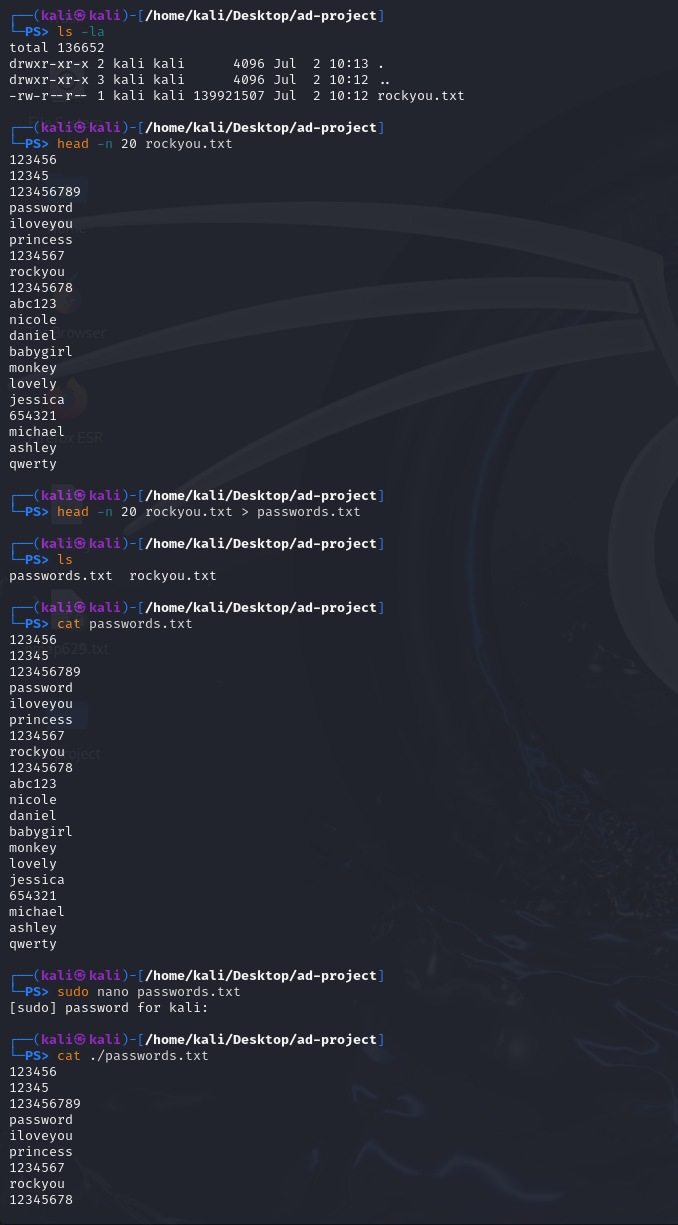 ┌──(kali㉿kali)-[/home/kali/Desktop/ad-project]
└─PS> ls -la
total 136652
drwxr-xr-x 2 kali kali      4096 Jul  2 10:13 .
drwxr-xr-x 3 kali kali      4096 Jul  2 10:12 ..
-rw-r--r-- 1 kali kali 139921507 Jul  2 10:12 rockyou.txt
┌──(kali㉿kali)-[/home/kali/Desktop/ad-project]
└─PS> head -n 20 rockyou.txt
123456
12345
123456789
password
iloveyou
princess
1234567
rockyou
12345678
abc123
nicole
daniel
babygirl
monkey
lovely
jessica
654321
michael
ashley
qwerty
┌──(kali㉿kali)-[/home/kali/Desktop/ad-project]
└─PS> head -n 20 rockyou.txt > passwords.txt
┌──(kali㉿kali)-[/home/kali/Desktop/ad-project]
└─PS> ls
passwords.txt  rockyou.txt
┌──(kali㉿kali)-[/home/kali/Desktop/ad-project]
└─PS> cat passwords.txt
123456
12345
123456789
password
iloveyou
princess
1234567
rockyou
12345678
abc123
nicole
daniel
babygirl
monkey
lovely
jessica
654321
michael
ashley
qwerty
┌──(kali㉿kali)-[/home/kali/Desktop/ad-project]
└─PS> sudo nano passwords.txt
[sudo] password for kali:
┌──(kali㉿kali)-[/home/kali/Desktop/ad-project]
└─PS> cat ./passwords.txt
123456
12345
123456789
password
iloveyou
princess
1234567
rockyou
12345678